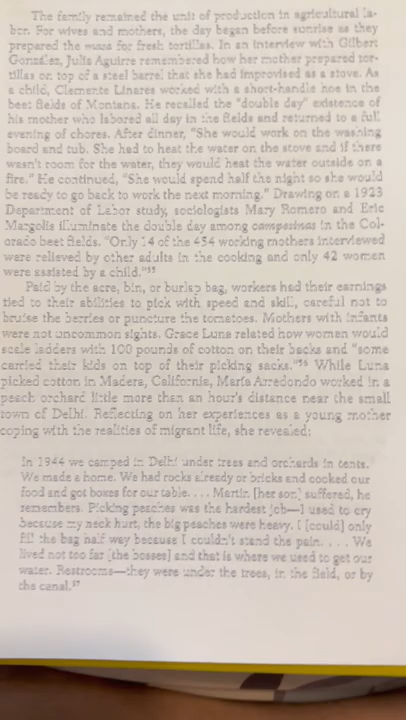 The family remained the unit of production in agricultural la-
bor. For wives and mothers, the day began before sunrise as they
prepared the masa for fresh tortillas. In an interview with Gilbert
González, Julia Aguirre remembered how her mother prepared tor-
tillas on top of a steel barrel that she had improvised as a stove. As
a child, Clemente Linares worked with a short-handle hoe in the
beet fields of Montana. He recalled the "double day" existence of
his mother who labored all day in the fields and returned to a full
evening of chores. After dinner, "She would work on the washing
board and tub. She had to heat the water on the stove and if there
wasn't room for the water, they would heat the water outside on a
fire." He continued, "She would spend half the night so she would
be ready to go back to work the next morning." Drawing on a 1923
Department of Labor study, sociologists Mary Romero and Eric
Margolis illuminate the double day among campesinas in the Col-
orado beet fields. "Only 14 of the 454 working mothers interviewed
were relieved by other adults in the cooking and only 42 women
were assisted by a child."
Paid by the acre, bin, or burlap bag, workers had their earnings
tied to their abilities to pick with speed and skill, careful not to
bruise the berries or puncture the tomatoes. Mothers with infants
were not uncommon sights. Grace Luna related how women would
scale ladders with 100 pounds of cotton on their backs and "some
carried their kids on top of their picking sacks."56 While Luna
picked cotton in Madera, California, María Arredondo worked in a
peach orchard little more than an hour's distance near the small
town of Delhi. Reflecting on her experiences as a young mother
coping with the realities of migrant life, she revealed:
In 1944 we camped in Delhi under trees and orchards in tents.
We made a home. We had rocks already or bricks and cooked our
food and got boxes for our table. . . . Martin [her son] suffered, he
remembers. Picking peaches was the hardest job—I used to cry
because my neck hurt, the big peaches were heavy. I [could] only
fill the bag half way because I couldn't stand the pain. . . . We
lived not too far [the bosses] and that is where we used to get our
water. Restrooms—they were under the trees, in the field, or by
the canal.57